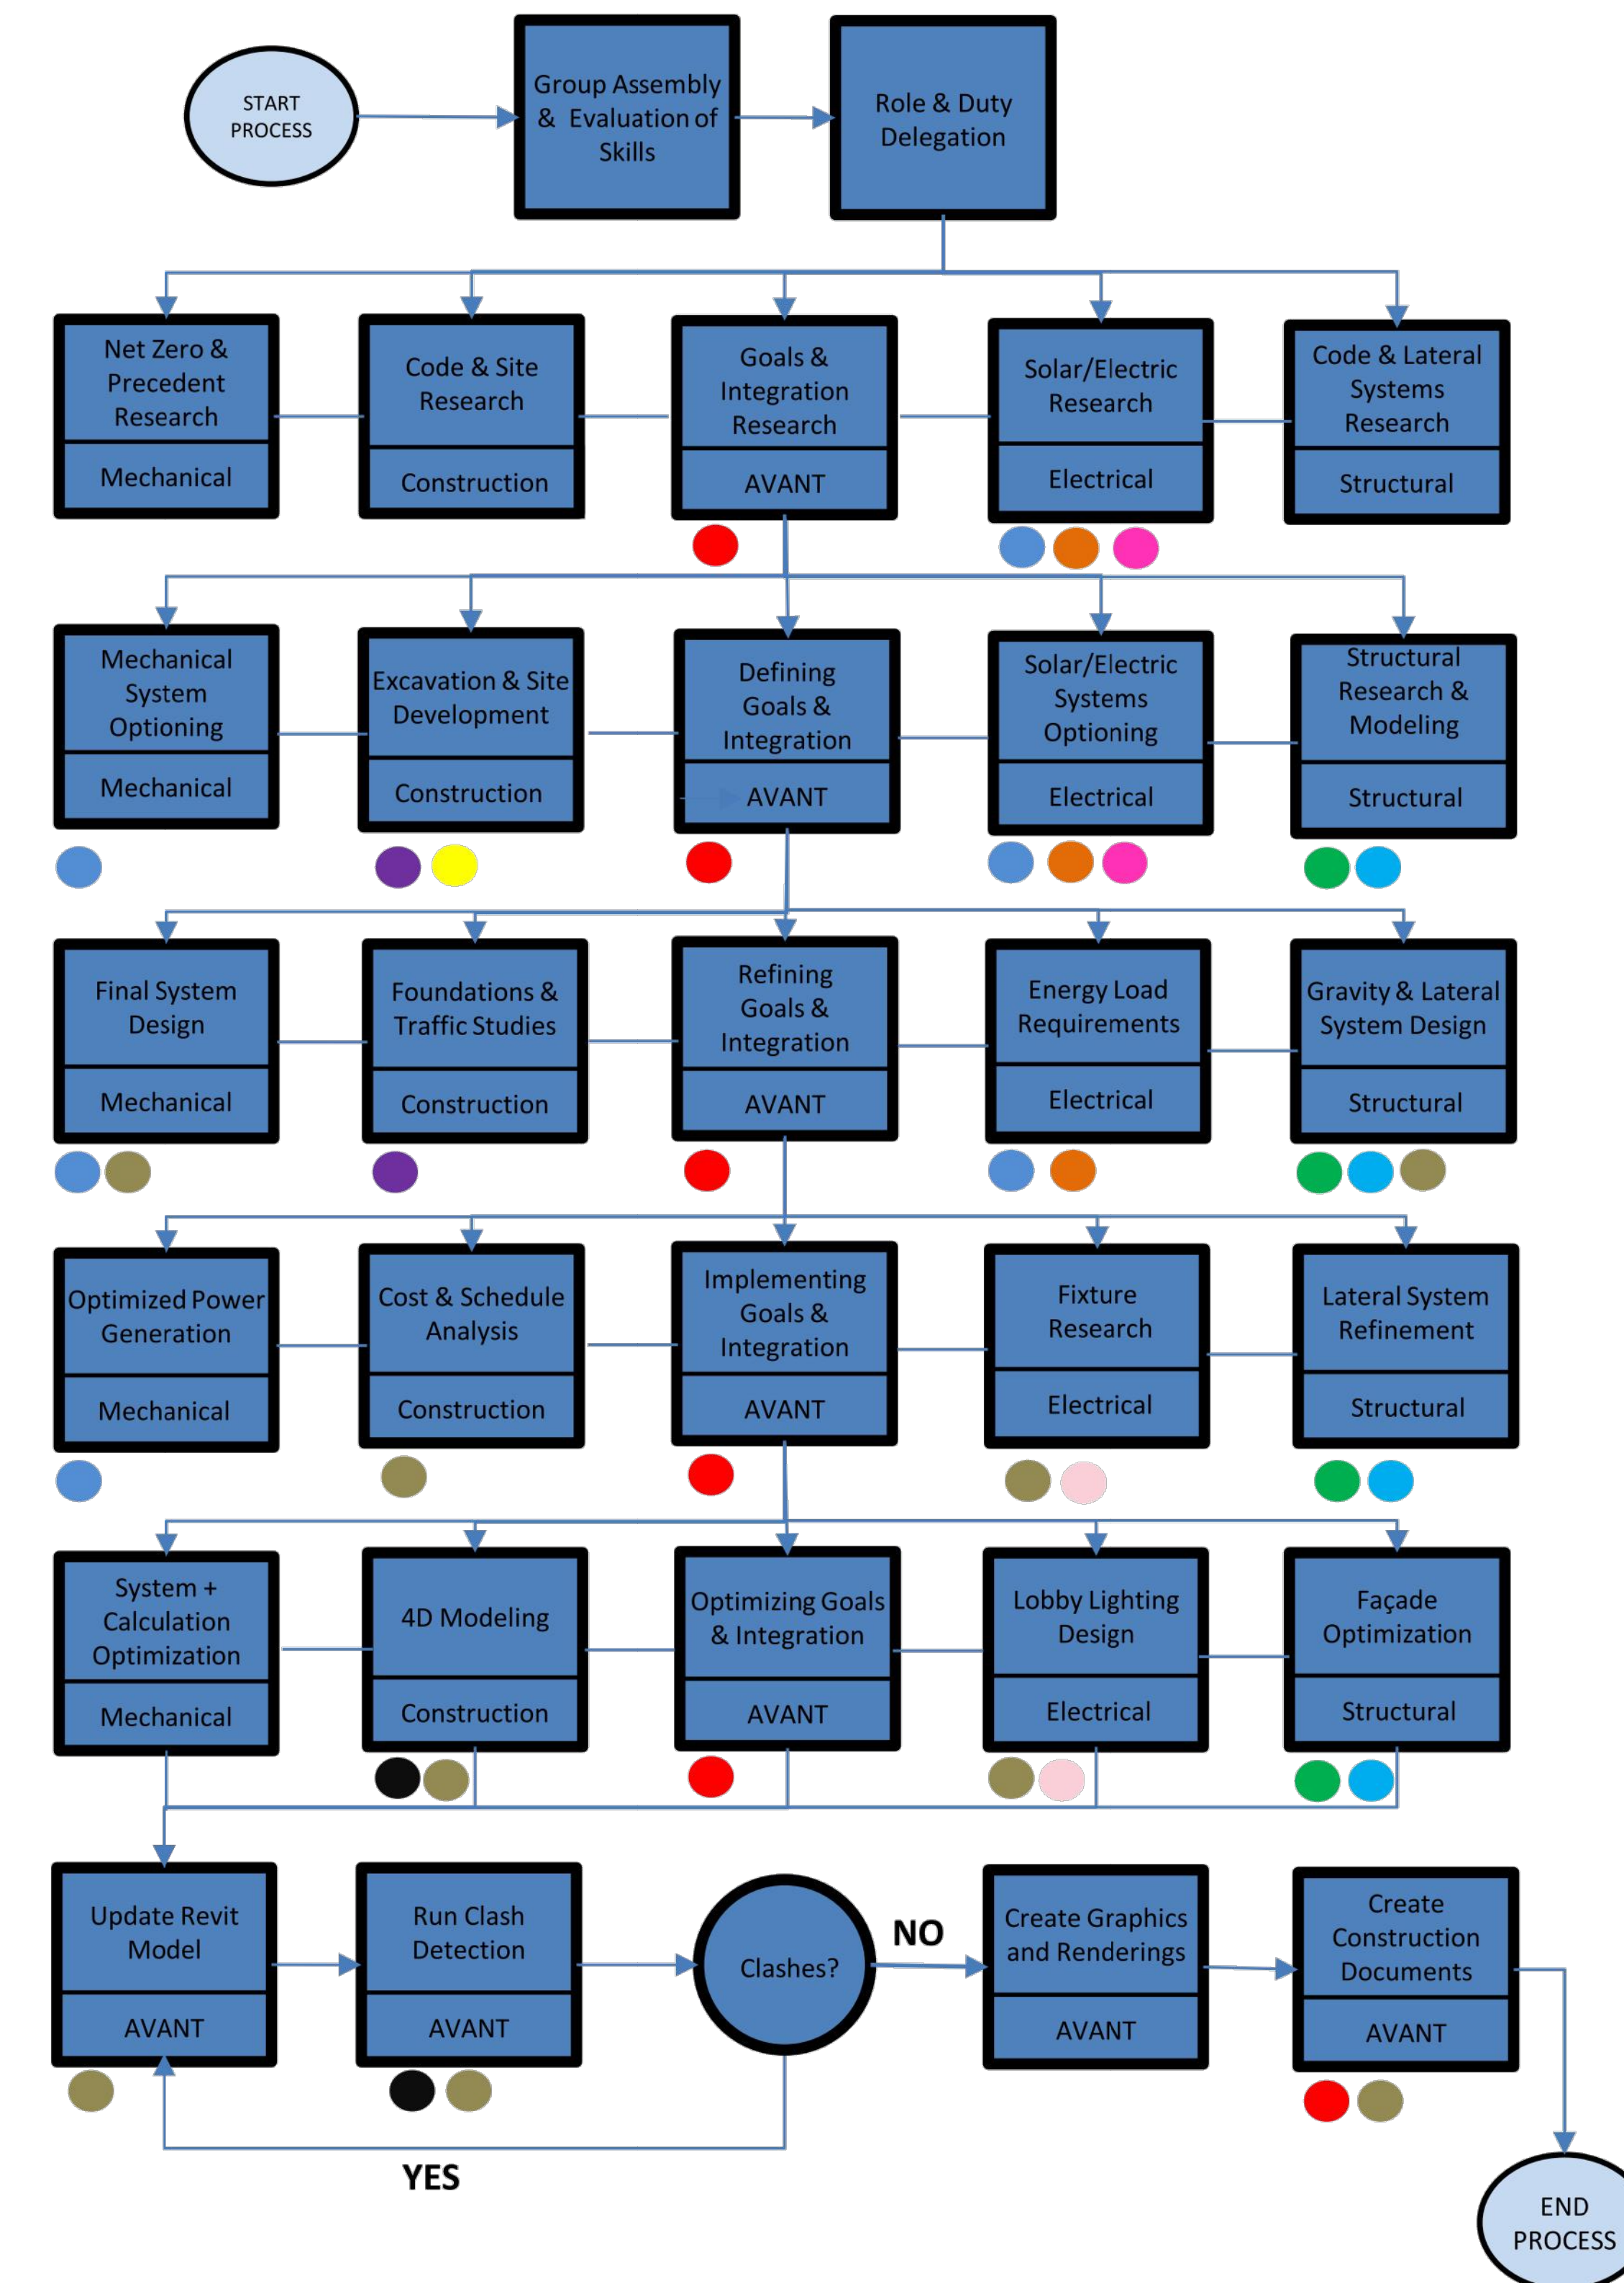 START
PROCESS
Group Assembly
& Evaluation of
Skills
Role & Duty
Delegation
Net Zero &
Precedent
Research
Mechanical
Code & Site
Research
Construction
Goals &
Integration
Research
AVANT
Solar/Electric
Research
Electrical
Code & Lateral
Systems
Research
Structural
Mechanical
System
Optioning
Mechanical
Excavation & Site
Development
Construction
Defining
Goals &
Integration
AVANT
Solar/Electric
Systems
Optioning
Electrical
Structural
Research &
Modeling
Structural
Final System
Design
Mechanical
Foundations &
Traffic Studies
Construction
Refining
Goals &
Integration
AVANT
Energy Load
Requirements
Electrical
Gravity & Lateral
System Design
Structural
Optimized Power
Generation
Mechanical
Cost & Schedule
Analysis
Construction
Implementing
Goals &
Integration
AVANT
Fixture
Research
Electrical
Lateral System
Refinement
Structural
System +
Calculation
Optimization
Mechanical
4D Modeling
Construction
Optimizing Goals
& Integration
AVANT
Lobby Lighting
Design
Electrical
Façade
Optimization
Structural
Update Revit
Model
AVANT
Run Clash
Detection
AVANT
Clashes?
NO
Create Graphics
and Renderings
AVANT
Create
Construction
Documents
AVANT
YES
END
PROCESS